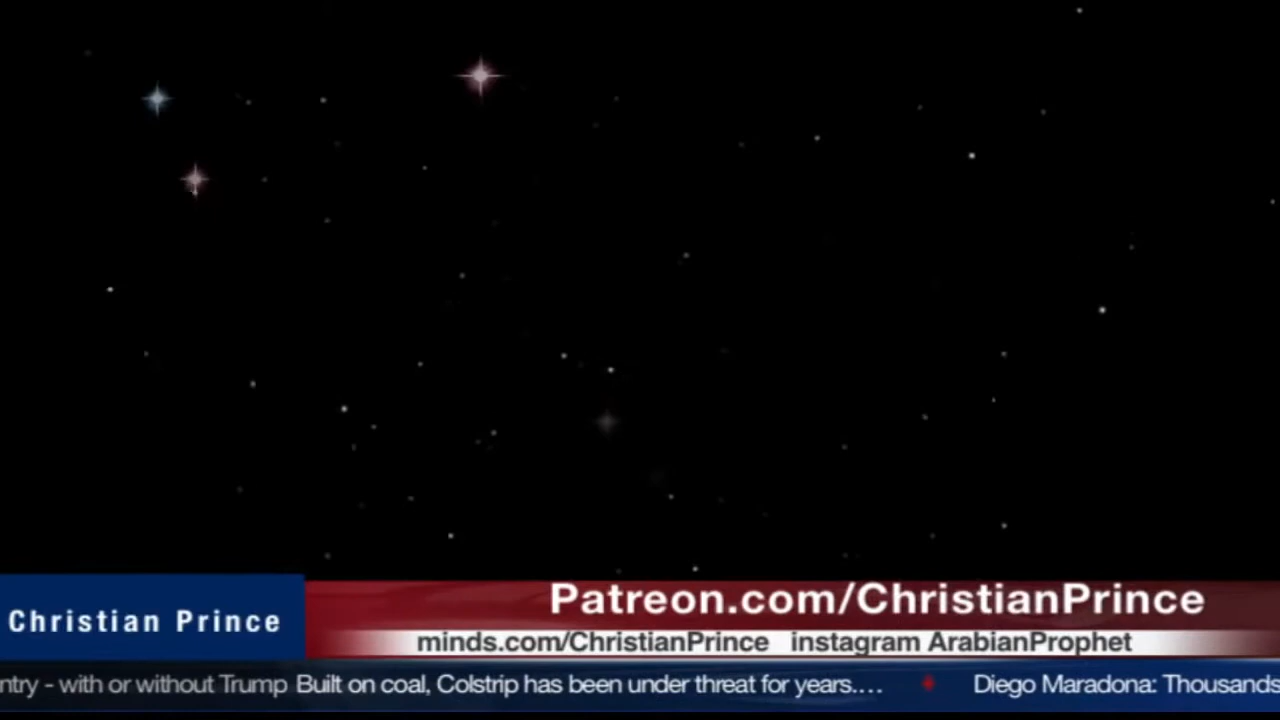 Christian Prince
Patreon.com/ChristianPrince
minds.com/ChristianPrince instagram ArabianProphet
ntry - with or without Trump Built on coal, Colstrip has been under threat for years.... Diego Maradona: Thousands